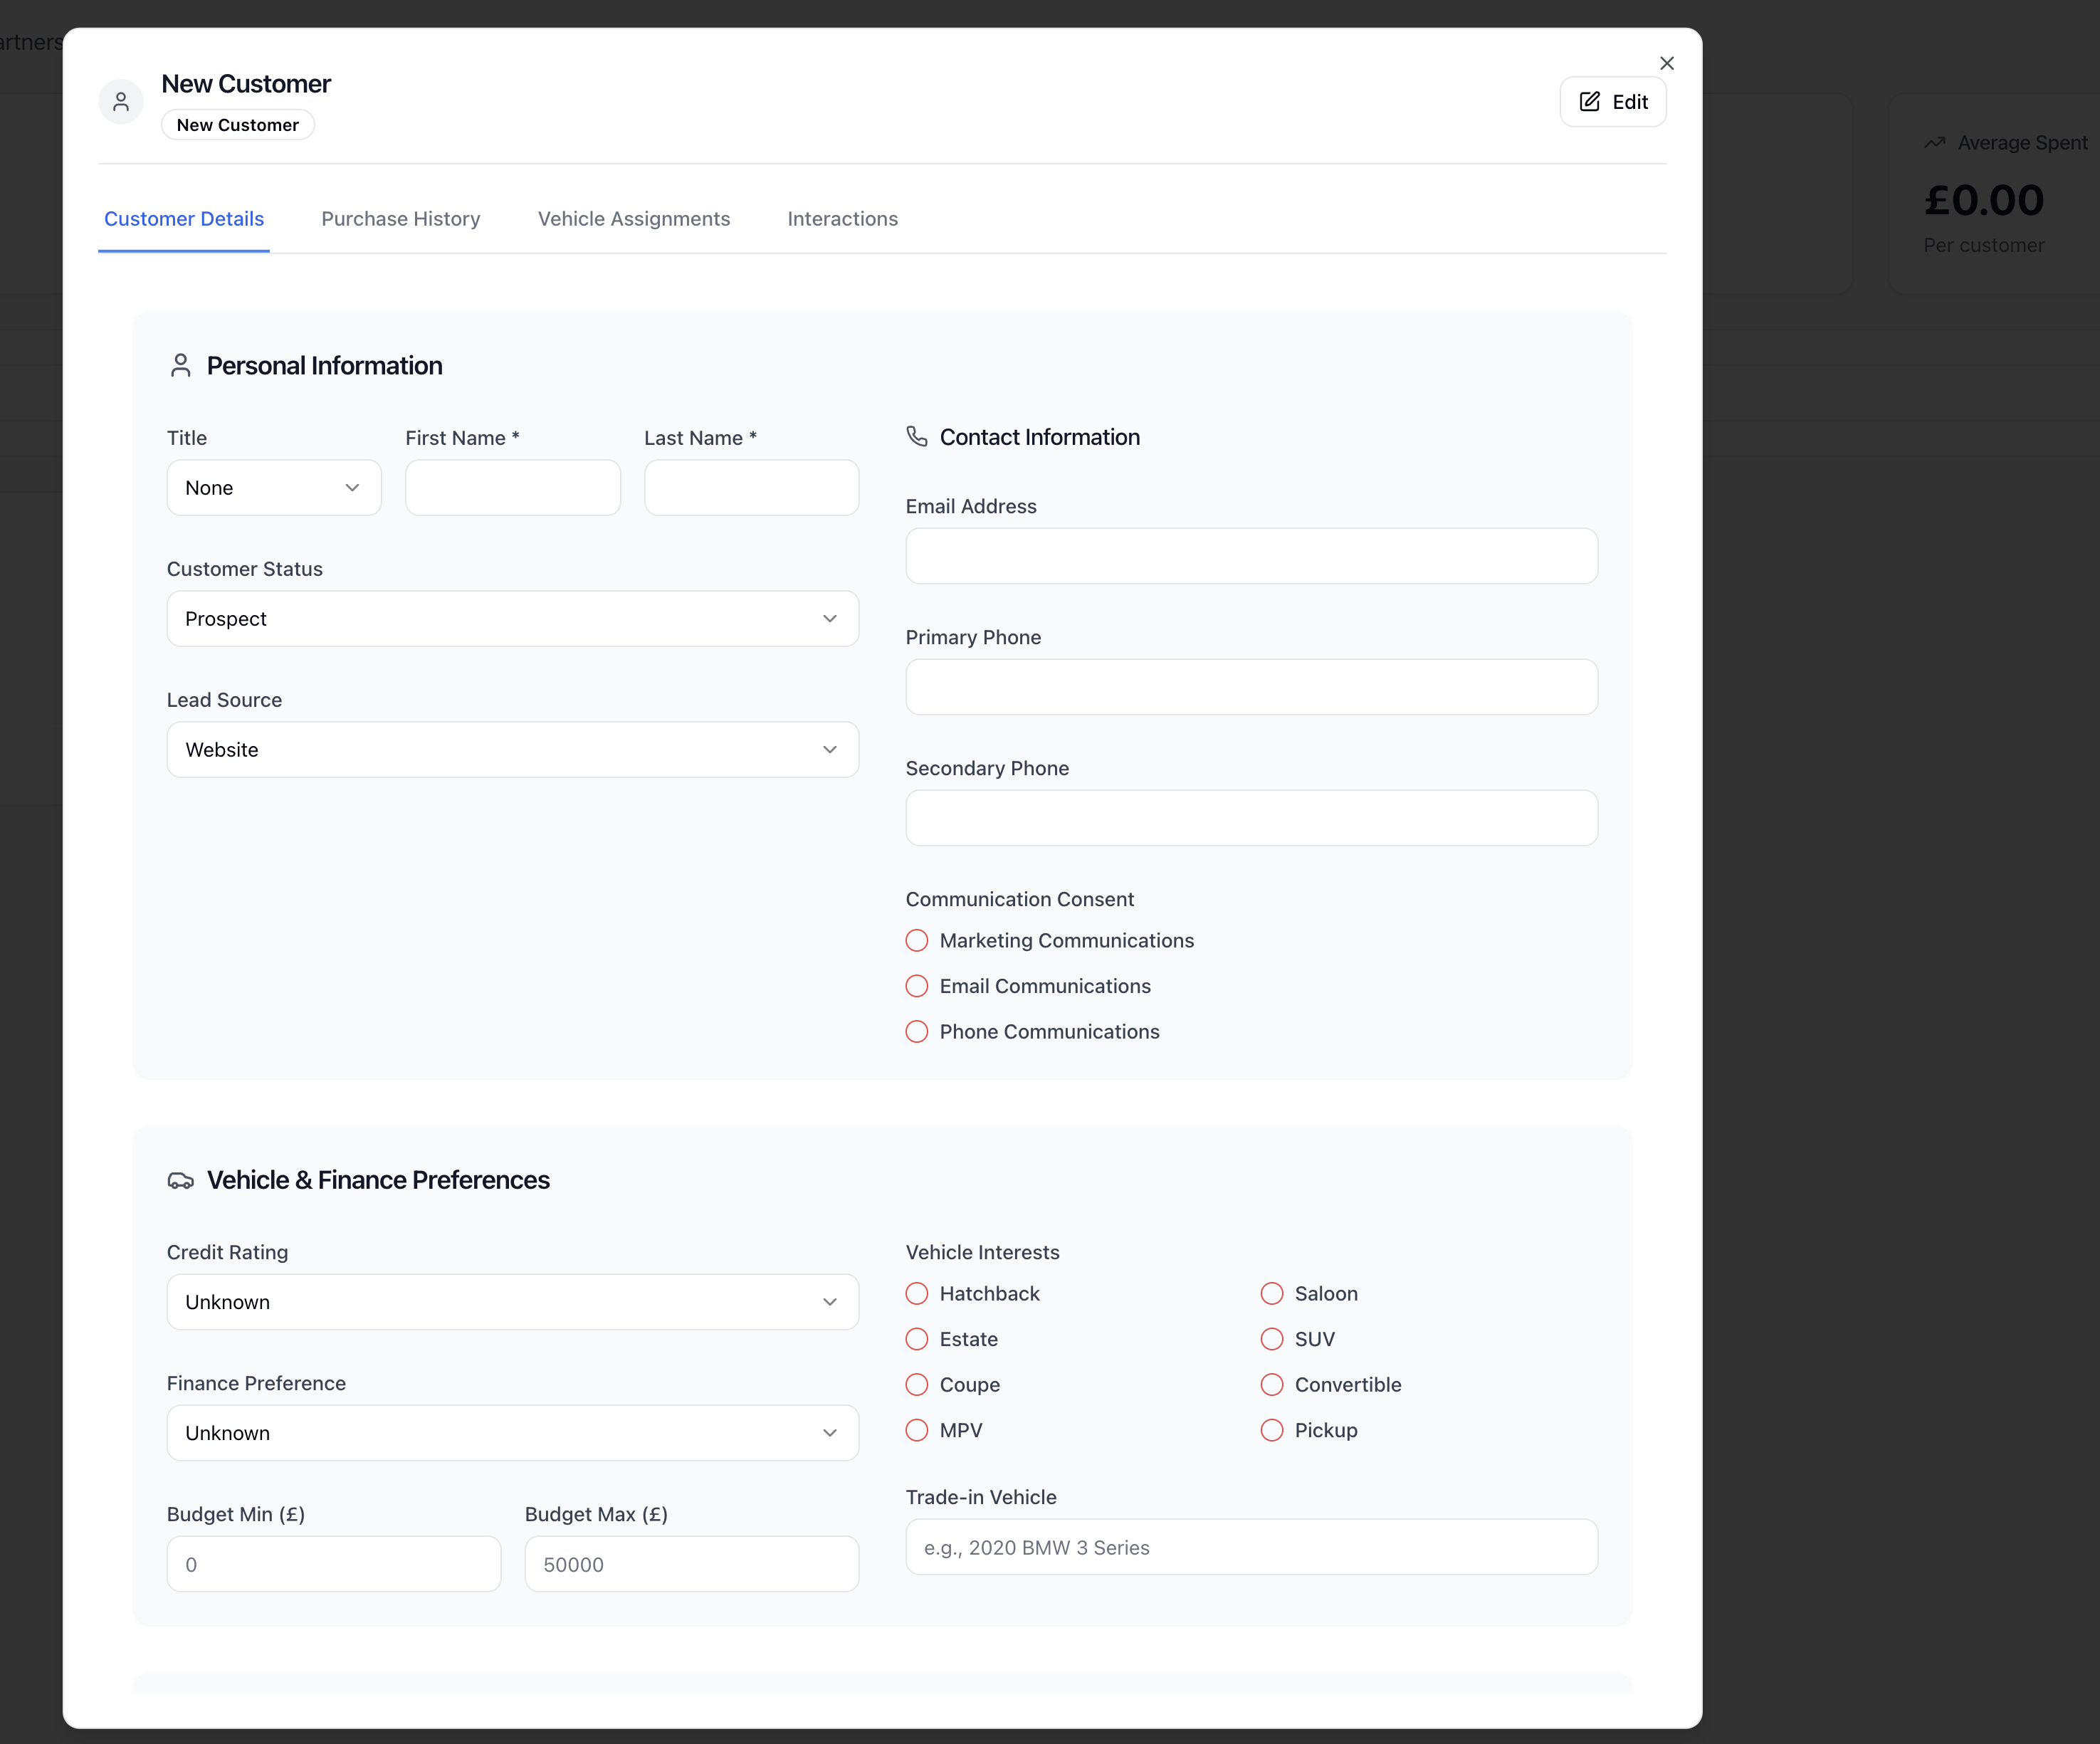 New Customer
New Customer
Edit
Average Spent
£0.00
Per customer
Customer Details
Purchase History
Vehicle Assignments
Interactions
Personal Information
Title
First Name *
Last Name *
None
Customer Status
Prospect
Lead Source
Website
Contact Information
Email Address
Primary Phone
Secondary Phone
Communication Consent
Marketing Communications
Email Communications
Phone Communications
Vehicle & Finance Preferences
Credit Rating
Unknown
Finance Preference
Unknown
Budget Min (£)
Budget Max (£)
0
50000
Vehicle Interests
Hatchback
Saloon
Estate
SUV
Coupe
Convertible
MPV
Pickup
Trade-in Vehicle
e.g., 2020 BMW 3 Series